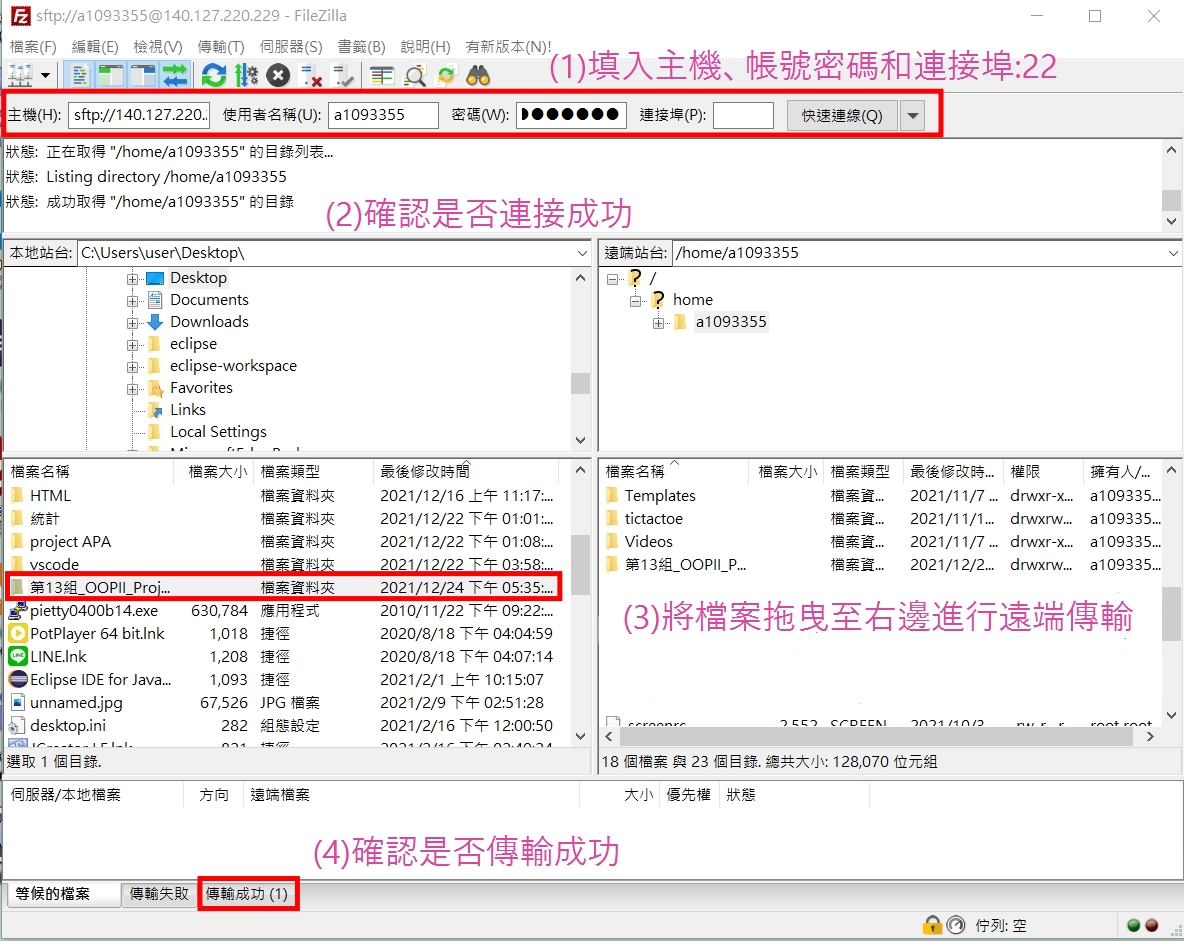 sftp://a1093355@140.127.220.229 - FileZilla
檔案(F) 編輯(E) 檢視(V) 傳輸(T) 伺服器(S) 書籤(B) 說明(H) 有新版本(N)!
(1)填入主機、帳號密碼和連接埠:22
主機(H): sftp://140.127.220. 使用者名稱(U): a1093355 密碼(W): ●●●●●●● 連接埠(P): 快速連線(Q)
狀態: 正在取得 "/home/a1093355" 的目錄列表...
狀態: Listing directory /home/a1093355
狀態: 成功取得 "/home/a1093355" 的目錄
(2)確認是否連接成功
本地站台: C:\Users\user\Desktop\
Desktop
Documents
Downloads
eclipse
eclipse-workspace
Favorites
Links
Local Settings
遠端站台: /home/a1093355
/
home
a1093355
檔案名稱 檔案大小 檔案類型 最後修改時間
HTML 檔案資料夾 2021/12/16 上午 11:17:...
統計 檔案資料夾 2021/12/22 下午 01:01:...
project APA 檔案資料夾 2021/12/22 下午 01:08:...
vscode 檔案資料夾 2021/12/22 下午 03:58:...
第13組_OOPII_Proj... 檔案資料夾 2021/12/24 下午 05:35:...
pietty0400b14.exe 630,784 應用程式 2010/11/22 下午 09:22:...
PotPlayer 64 bit.lnk 1,018 捷徑 2020/8/18 下午 04:04:59
LINE.lnk 1,208 捷徑 2020/8/18 下午 04:07:14
Eclipse IDE for Java... 1,093 捷徑 2021/2/1 上午 10:15:07
unnamed.jpg 67,526 JPG 檔案 2021/2/9 下午 02:51:28
desktop.ini 282 組態設定 2021/2/16 下午 12:00:50
選取 1 個目錄.
檔案名稱 檔案大小 檔案類型 最後修改時... 權限 擁有人/...
Templates 檔案資... 2021/11/7 ... drwxr-x... a109335...
tictactoe 檔案資... 2021/11/1... drwxrw... a109335...
Videos 檔案資... 2021/11/7 ... drwxr-x... a109335...
第13組_OOPII_P... 檔案資... 2021/12/2... drwxrw... a109335...
(3)將檔案拖曳至右邊進行遠端傳輸
18 個檔案 與 23 個目錄. 總共大小: 128,070 位元組
伺服器/本地檔案 方向 遠端檔案 大小 優先權 狀態
(4)確認是否傳輸成功
等候的檔案 傳輸失敗 傳輸成功 (1)
佇列: 空